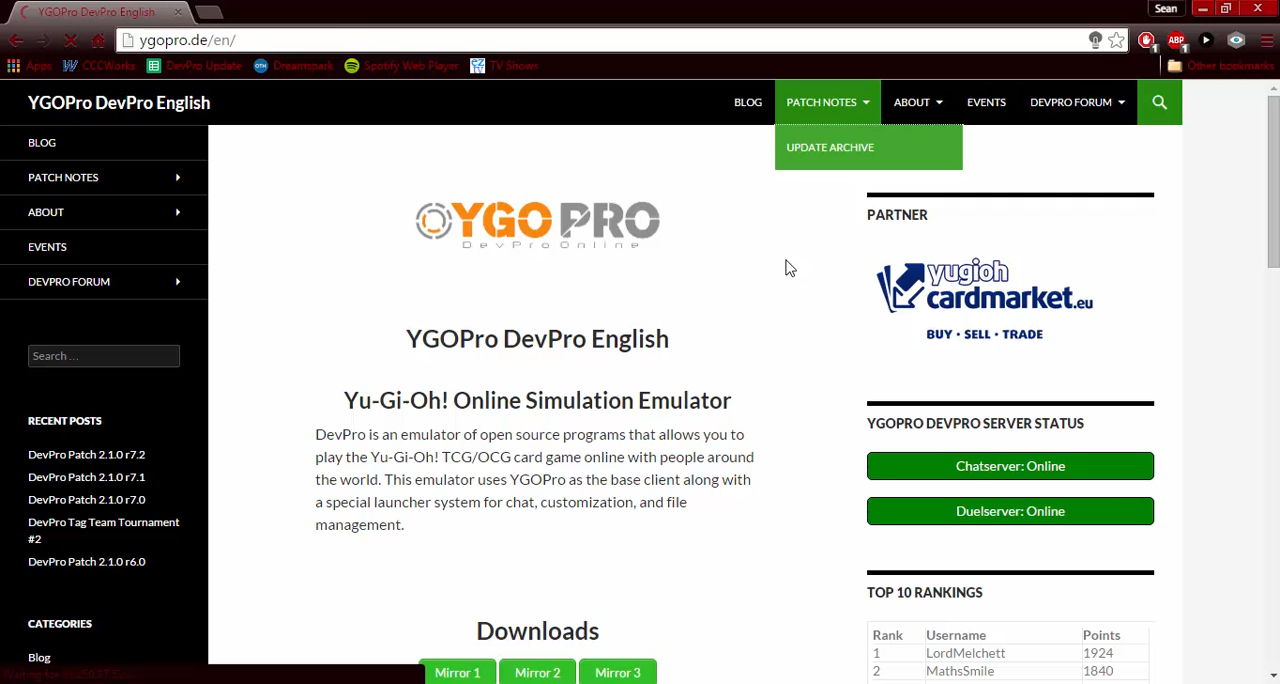 YGOPro DevPro English
Sean
ygopro.de/en/
Apps
CCCWorks
DevPro Update
Dreamspark
Spotify Web Player
TV Shows
Other bookmarks
YGOPro DevPro English
BLOG
PATCH NOTES
ABOUT
EVENTS
DEVPRO FORUM
UPDATE ARCHIVE
BLOG
PATCH NOTES
ABOUT
EVENTS
DEVPRO FORUM
Search ...
RECENT POSTS
DevPro Patch 2.1.0 r7.2
DevPro Patch 2.1.0 r7.1
DevPro Patch 2.1.0 r7.0
DevPro Tag Team Tournament
#2
DevPro Patch 2.1.0 r6.0
CATEGORIES
Blog
YGO PRO
DevPro Online
YGOPro DevPro English
Yu-Gi-Oh! Online Simulation Emulator
DevPro is an emulator of open source programs that allows you to
play the Yu-Gi-Oh! TCG/OCG card game online with people around
the world. This emulator uses YGOPro as the base client along with
a special launcher system for chat, customization, and file
management.
Downloads
Mirror 1
Mirror 2
Mirror 3
PARTNER
yugioh
cardmarket.eu
BUY · SELL · TRADE
YGOPRO DEVPRO SERVER STATUS
Chatserver: Online
Duelserver: Online
TOP 10 RANKINGS
Rank Username Points
1 LordMelchett 1924
2 MathsSmile 1840